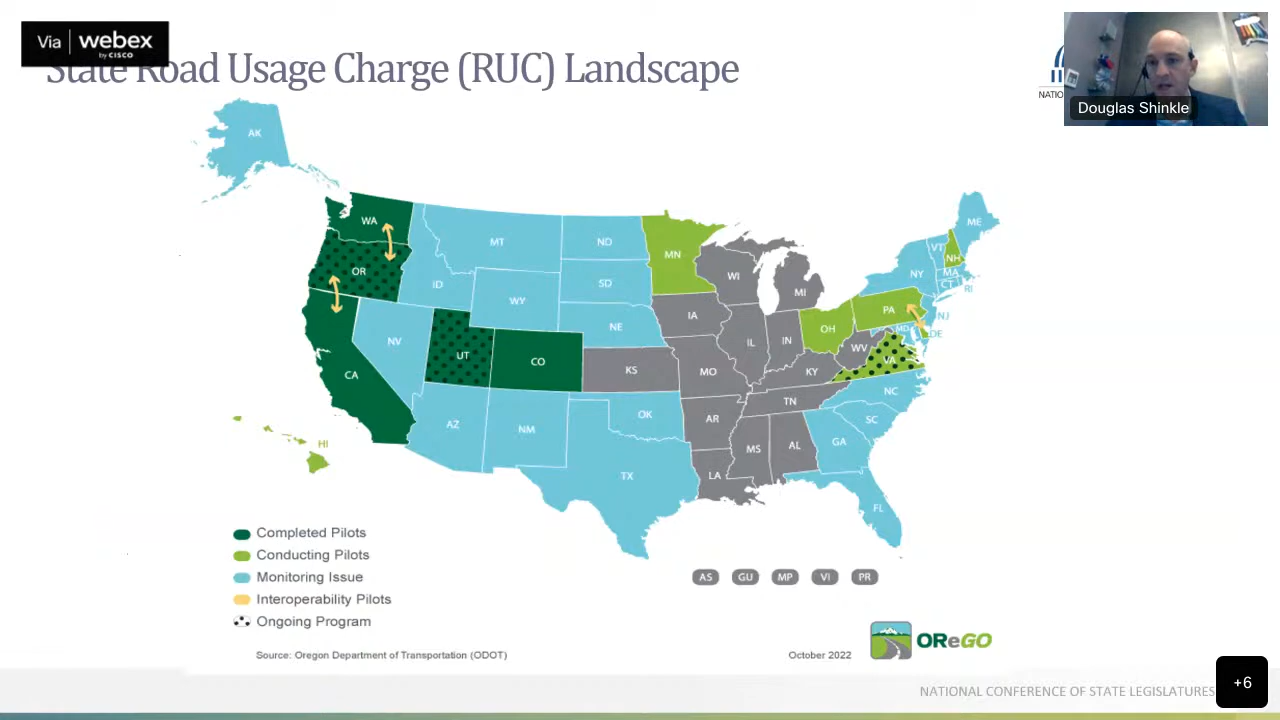 Via webex
by CISCO
State Road Usage Charge (RUC) Landscape
NATIO
Douglas Shinkle
AK
WA
OR
ID
MT
ND
MN
WI
MI
ME
VT
NH
NY
MA
CT
RI
WY
SD
NE
IA
IL
IN
OH
PA
NJ
MD
DE
WV
VA
NV
UT
CO
KS
MO
KY
CA
AZ
NM
OK
AR
TN
NC
SC
MS
AL
GA
TX
LA
FL
HI
Completed Pilots
Conducting Pilots
Monitoring Issue
Interoperability Pilots
Ongoing Program
AS GU MP VI PR
Source: Oregon Department of Transportation (ODOT)
October 2022
OReGO
NATIONAL CONFERENCE OF STATE LEGISLATURES
+6